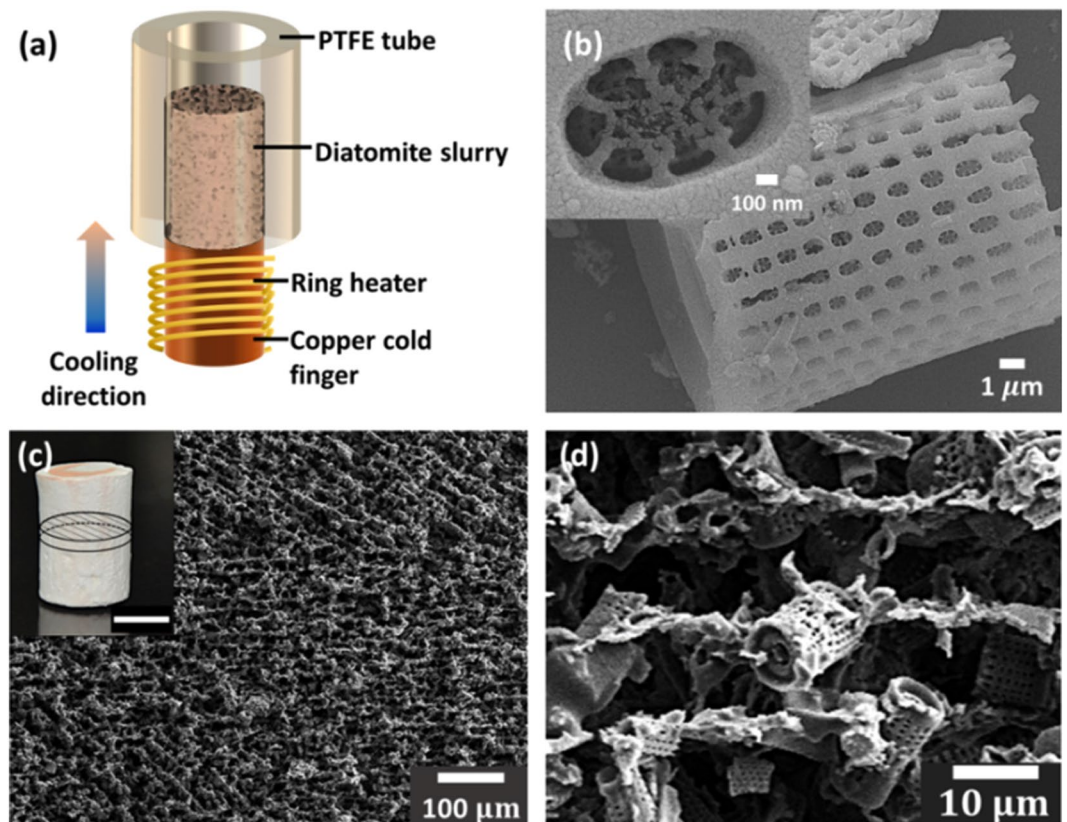 (a)
PTFE tube
Diatomite slurry
Ring heater
Copper cold
finger
Cooling
direction
(b)
100 nm
1 μm
(c)
100 μm
(d)
10 μm